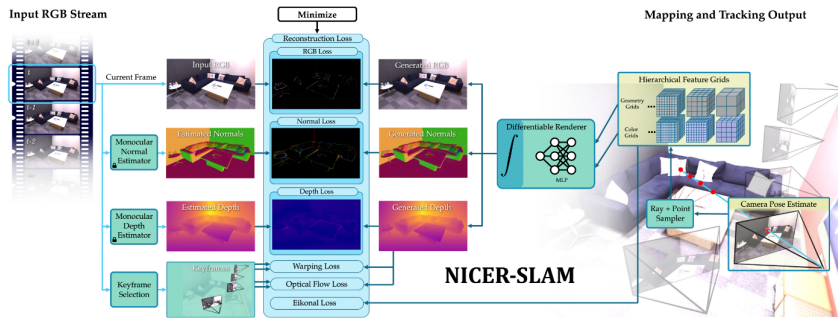 Input RGB Stream
Minimize
Mapping and Tracking Output
Reconstruction Loss
RGB Loss
Input RGB
Generated RGB
Current Frame
t
t-1
t-2
Hierarchical Feature Grids
Geometry
Grids
Color
Grids
Normal Loss
Estimated Normals
Generated Normals
Monocular
Normal
Estimator
Differentiable Renderer
∫
MLP
Depth Loss
Estimated Depth
Generated Depth
Monocular
Depth
Estimator
Ray + Point
Sampler
Camera Pose Estimate
Keyframe
Selection
Keyframes
Warping Loss
Optical Flow Loss
Eikonal Loss
NICER-SLAM